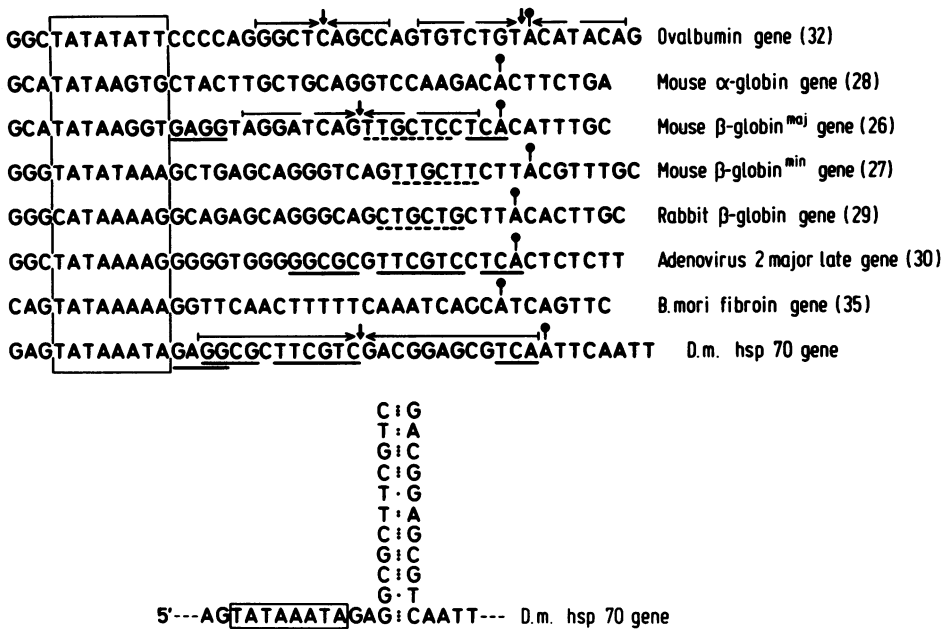 GGCTATATATTCCCCAGGGCTCAGCCAGTGTCTGTACATACAG Ovalbumin gene (32)
GCATATAAGTGCTACTTGCTGCAGGTCCAAGACACTTCTGA Mouse α-globin gene (28)
GCATATAAGGTGAGGTAGGATCAGTTGCTCCTCACATTTGC Mouse β-globin maj gene (26)
GGGTATAAAGCTGAGCAGGGTCAGTTGCTTCTTACGTTTGC Mouse β-globin min gene (27)
GGGCATAAAAGGCAGAGCAGGGCAGCTGCTGCTTACACTTGC Rabbit β-globin gene (29)
GGCTATAAAAGGGGGTGGGGGCGCGTTCGTCCTCACTCTCTT Adenovirus 2 major late gene (30)
CAGTATAAAAAGGTTCAACTTTTTCAAATCAGCATCAGTTC B.mori fibroin gene (35)
GAGTATAAATAGAGGCGCTTCGTCGACGGAGCGTCAATTCAATT D.m. hsp 70 gene
C⋮G
T:A
G⋮C
C⋮G
T·G
T:A
C⋮G
G⋮C
C⋮G
G·T
5'---AGTATAAATAGAG⋮CAATT--- D.m. hsp 70 gene